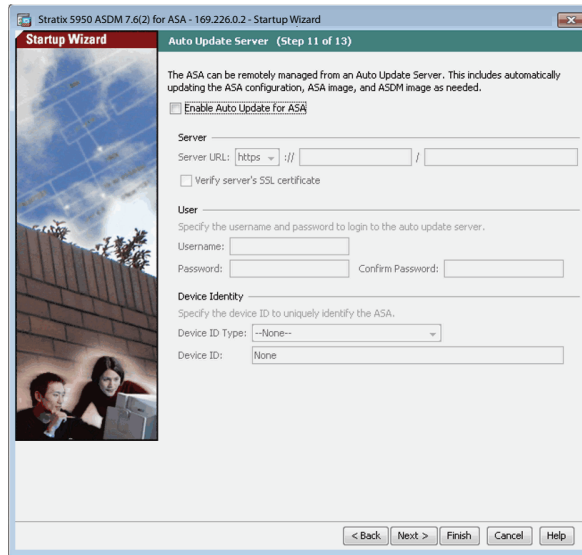 Stratix 5950 ASDM 7.6(2) for ASA - 169.226.0.2 - Startup Wizard
Startup Wizard
Auto Update Server (Step 11 of 13)
The ASA can be remotely managed from an Auto Update Server. This includes automatically
updating the ASA configuration, ASA image, and ASDM image as needed.
Enable Auto Update for ASA
Server
Server URL: https :// /
Verify server's SSL certificate
User
Specify the username and password to login to the auto update server.
Username:
Password: Confirm Password:
Device Identity
Specify the device ID to uniquely identify the ASA.
Device ID Type: --None--
Device ID: None
< Back Next > Finish Cancel Help